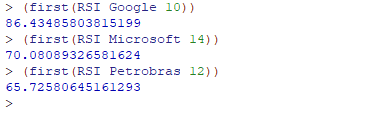 > (first(RSI Google 10))
86.43485803815199
> (first(RSI Microsoft 14))
70.08089326581624
> (first(RSI Petrobras 12))
65.72580645161293
>